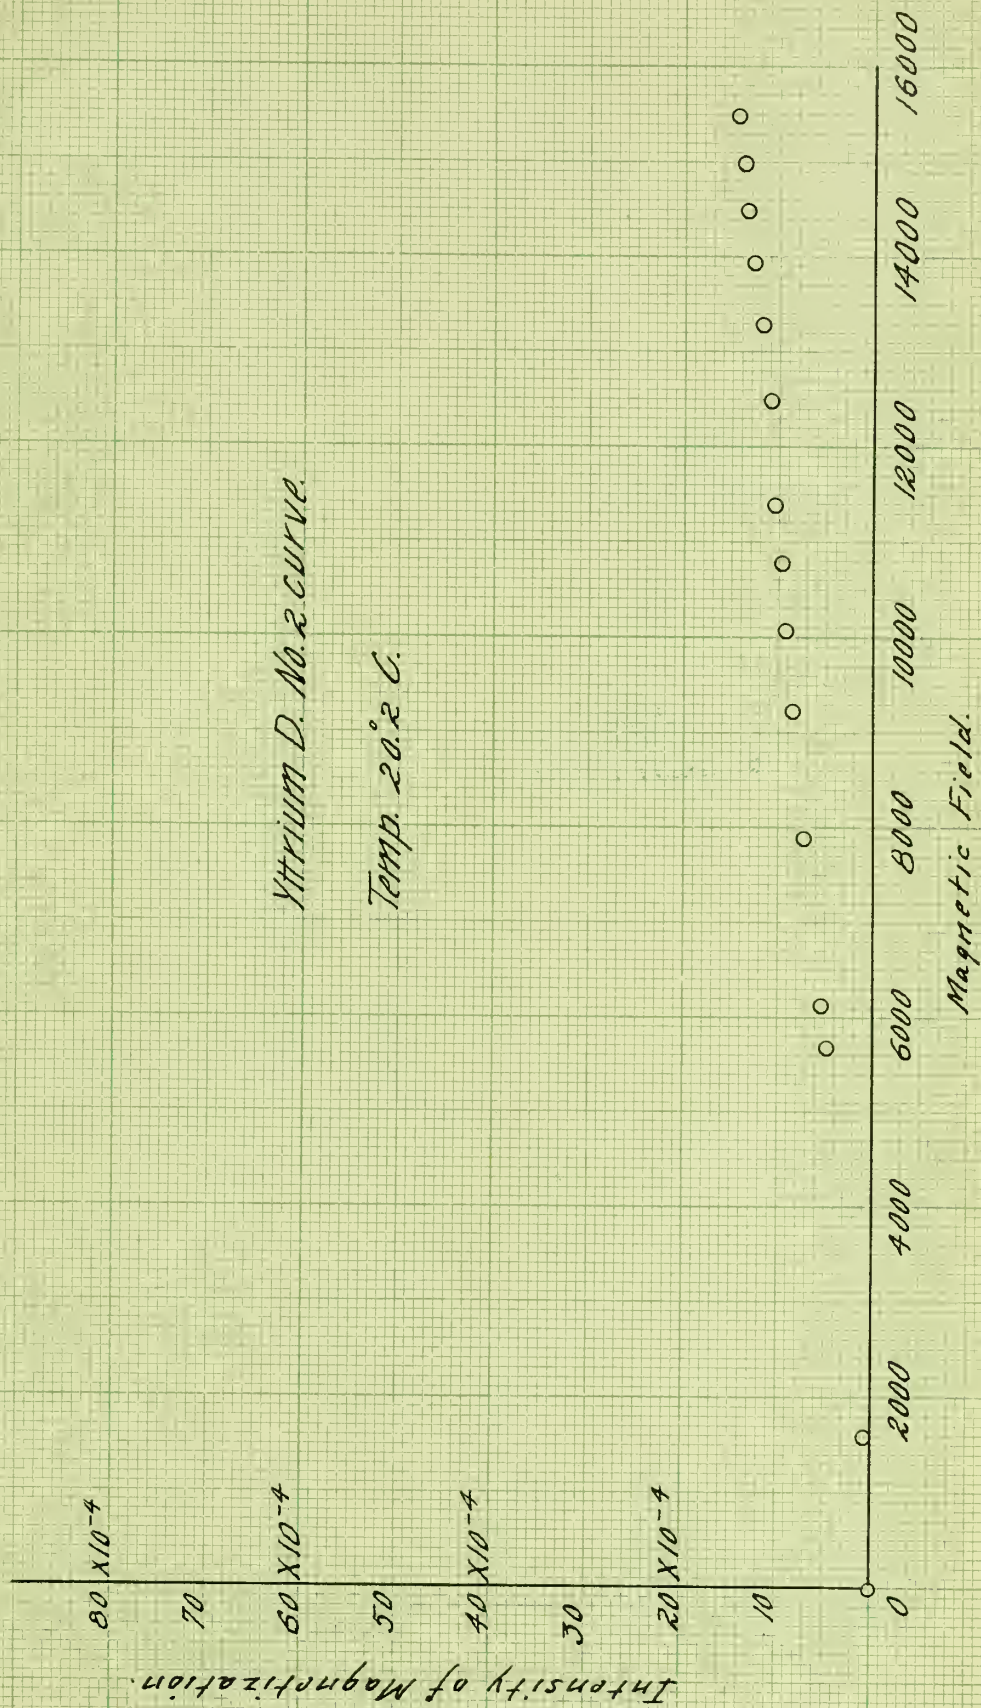 Yttrium D. No. 2 curve.
Temp. 20.°2 C.
Intensity of Magnetization.
80 X10⁻⁴
70
60 X10⁻⁴
50
40 X10⁻⁴
30
20 X10⁻⁴
10
0
2000
4000
6000
8000
10000
12000
14000
16000
Magnetic Field.